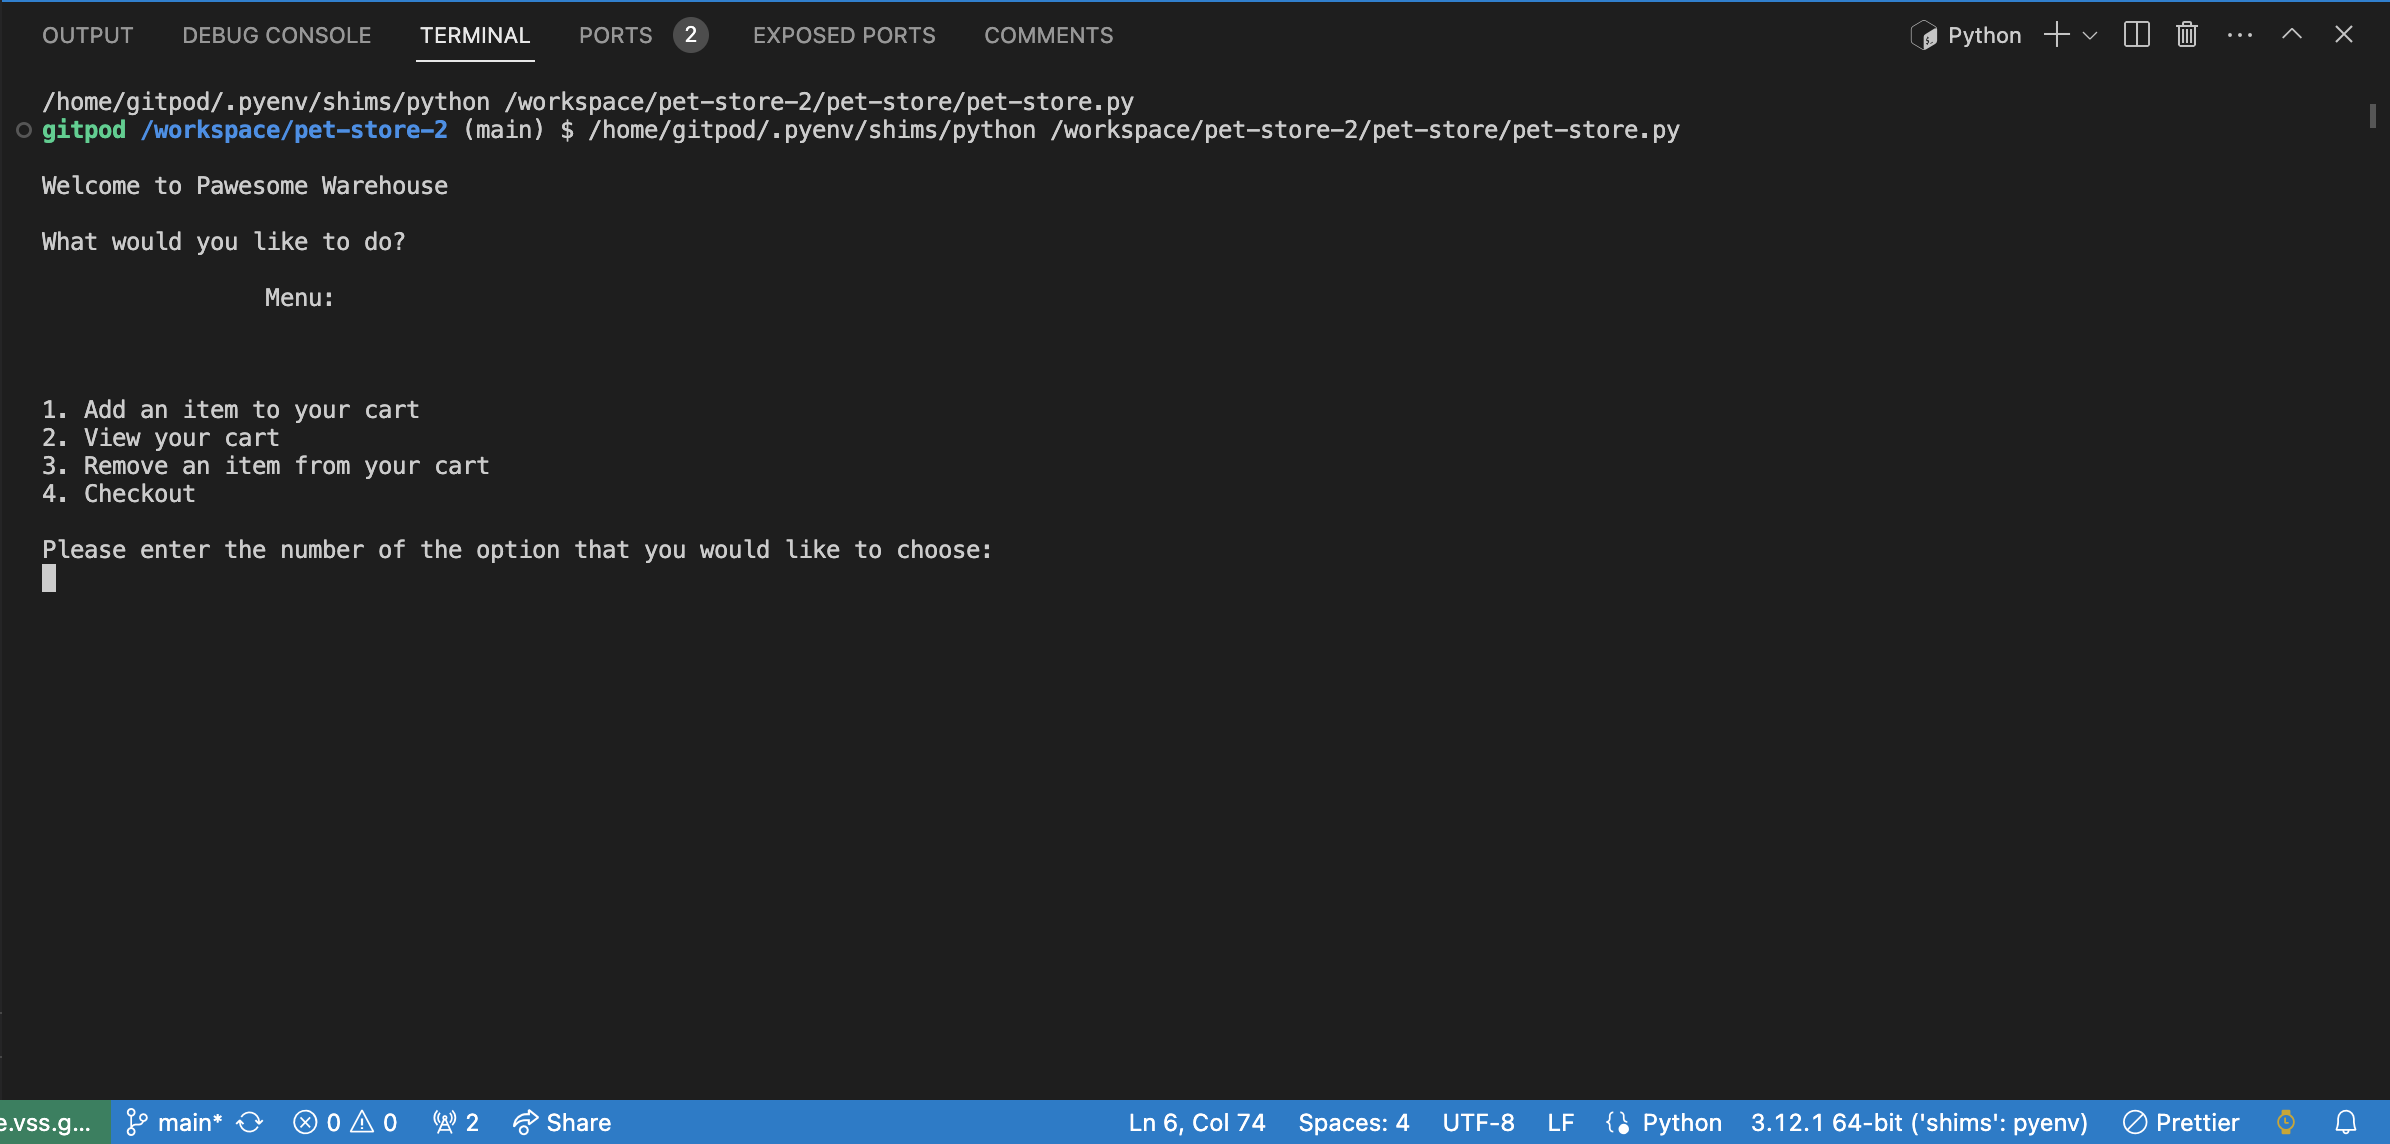 OUTPUT DEBUG CONSOLE TERMINAL PORTS 2 EXPOSED PORTS COMMENTS Python
/home/gitpod/.pyenv/shims/python /workspace/pet-store-2/pet-store/pet-store.py
gitpod /workspace/pet-store-2 (main) $ /home/gitpod/.pyenv/shims/python /workspace/pet-store-2/pet-store/pet-store.py
Welcome to Pawesome Warehouse
What would you like to do?
Menu:
1. Add an item to your cart
2. View your cart
3. Remove an item from your cart
4. Checkout
Please enter the number of the option that you would like to choose:
e.vss.g... main* 0 0 2 Share Ln 6, Col 74 Spaces: 4 UTF-8 LF Python 3.12.1 64-bit ('shims': pyenv) Prettier